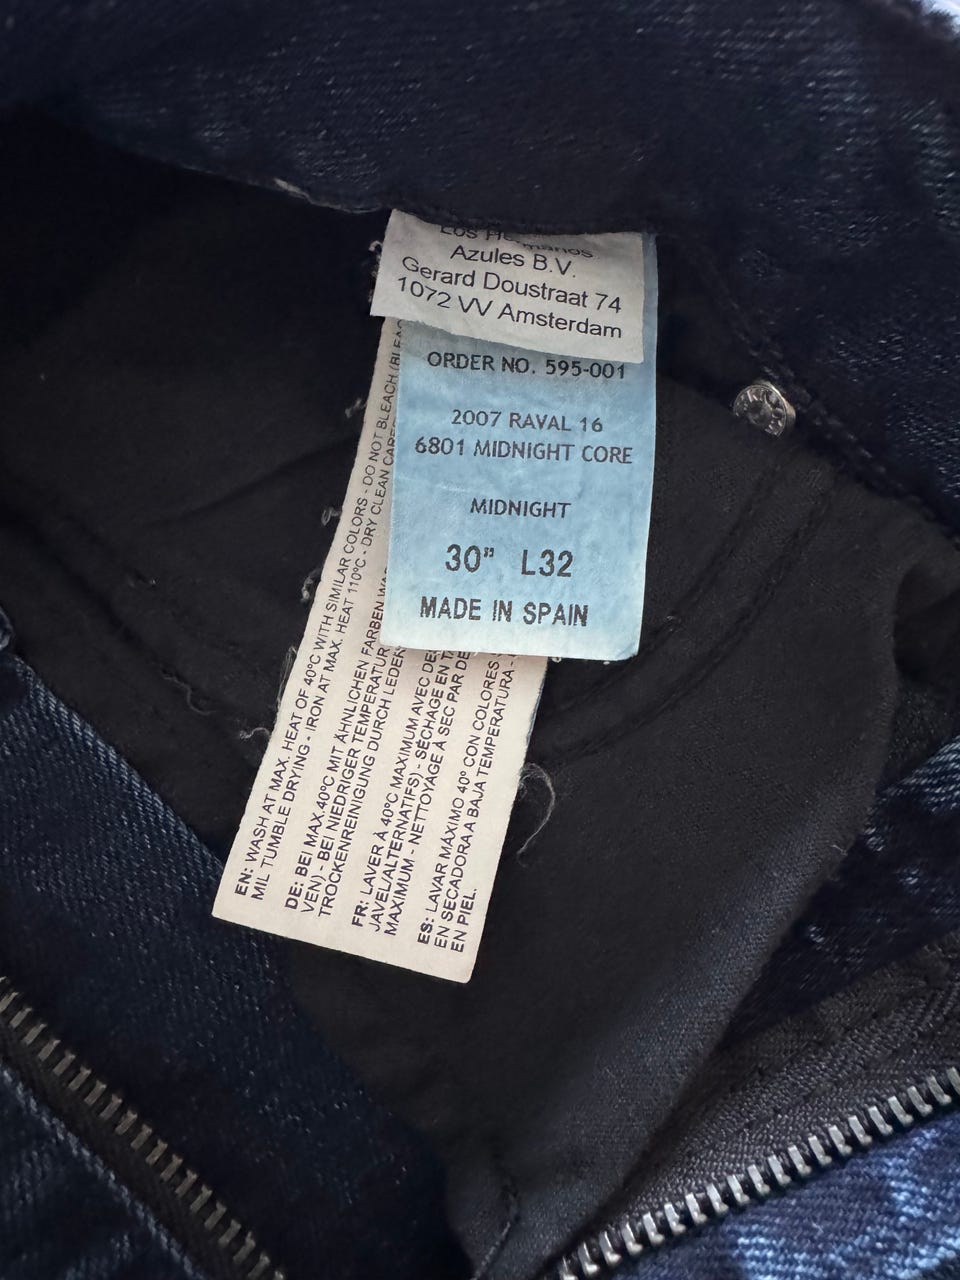 Los Hermanos
Azules B.V.
Gerard Doustraat 74
1072 VV Amsterdam
ORDER NO. 595-001
2007 RAVAL 16
6801 MIDNIGHT CORE
MIDNIGHT
30" L32
MADE IN SPAIN
EN: WASH AT MAX. HEAT OF 40°C WITH SIMILAR COLORS - DO NOT BLEACH
MIL TUMBLE DRYING - IRON AT MAX. HEAT 110°C - DRY CLEAN
DE: BEI MAX.40°C MIT ÄHNLICHEN FARBEN
VEN) - BEI NIEDRIGER TEMPERATUR
TROCKENREINIGUNG DURCH
FR: LAVER À 40°C MAXIMUM AVEC
JAVEL/ALTERNATIFS) - SÉCHAGE EN
MAXIMUM - NETTOYAGE À SEC PAR
ES: LAVAR MÁXIMO 40° CON COLORES
EN SECADORA A BAJA TEMPERATURA -
EN PIEL.